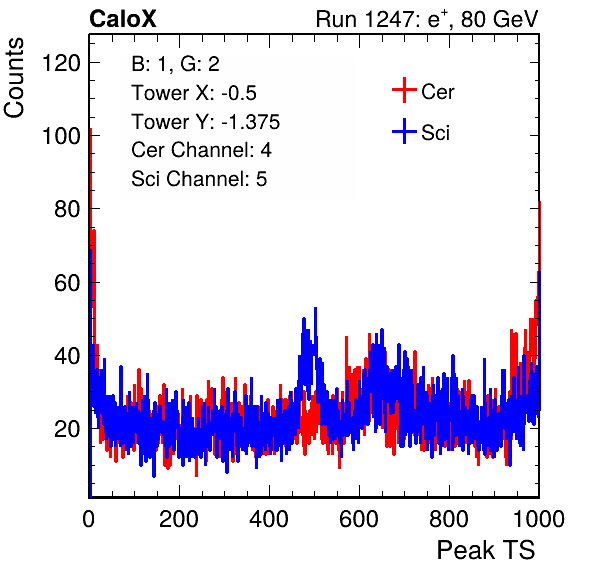 CaloX Run 1247: e+, 80 GeV
Counts
B: 1, G: 2
Tower X: -0.5
Tower Y: -1.375
Cer Channel: 4
Sci Channel: 5
Cer
Sci
120
100
80
60
40
20
0 200 400 600 800 1000
Peak TS